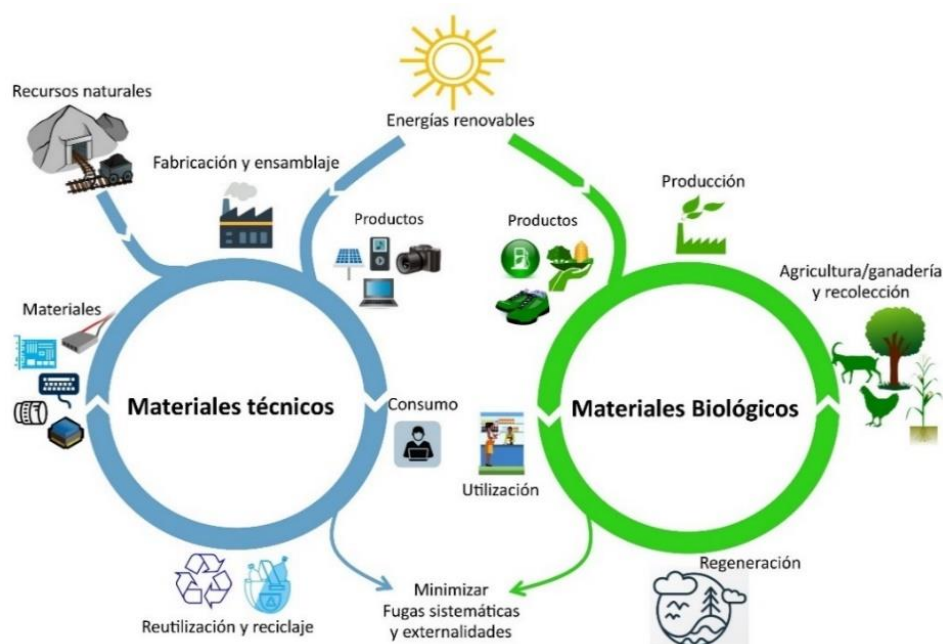 Recursos naturales
Energías renovables
Fabricación y ensamblaje
Producción
Productos
Productos
Agricultura/ganadería
y recolección
Materiales
Materiales técnicos
Consumo
Materiales Biológicos
Utilización
Regeneración
Minimizar
Fugas sistemáticas
y externalidades
Reutilización y reciclaje